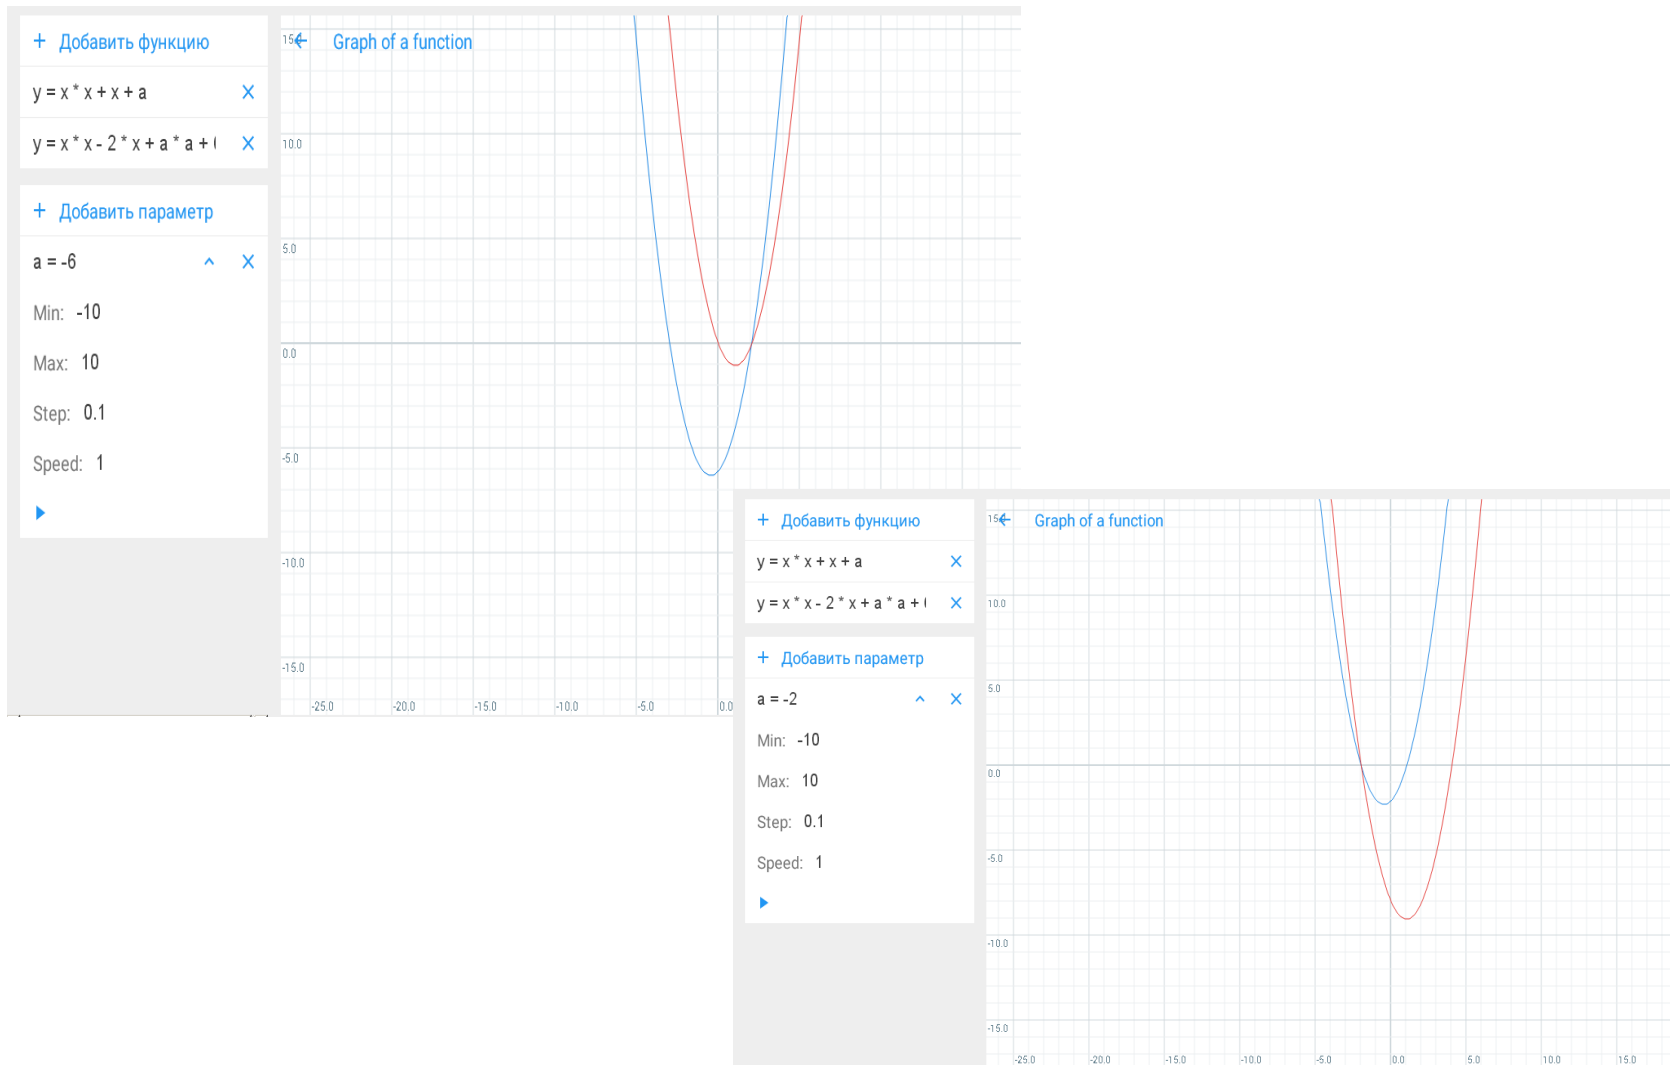 + Добавить функцию
y = x * x + x + a
y = x * x - 2 * x + a * a +
+ Добавить параметр
a = -6
Min: -10
Max: 10
Step: 0.1
Speed: 1
Graph of a function
10.0
5.0
0.0
-5.0
-10.0
-15.0
-25.0 -20.0 -15.0 -10.0 -5.0 0.0
+ Добавить функцию
y = x * x + x + a
y = x * x - 2 * x + a * a +
+ Добавить параметр
a = -2
Min: -10
Max: 10
Step: 0.1
Speed: 1
Graph of a function
10.0
5.0
0.0
-5.0
-10.0
-15.0
-25.0 -20.0 -15.0 -10.0 -5.0 0.0 5.0 10.0 15.0